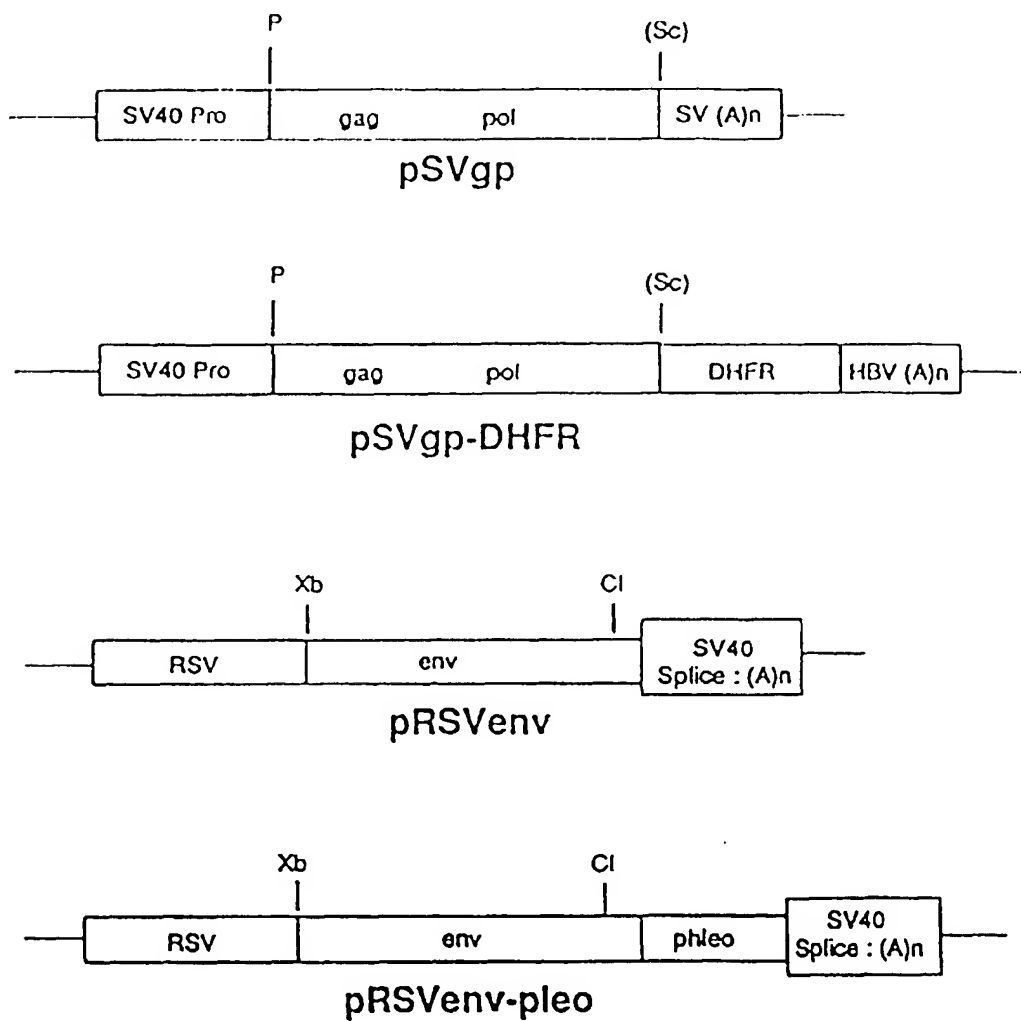 P (Sc)
SV40 Pro gag pol SV (A)n
pSVgp
P (Sc)
SV40 Pro gag pol DHFR HBV (A)n
pSVgp-DHFR
Xb Cl
RSV env SV40
Splice : (A)n
pRSVenv
Xb Cl
RSV env phleo SV40
Splice : (A)n
pRSVenv-pleo